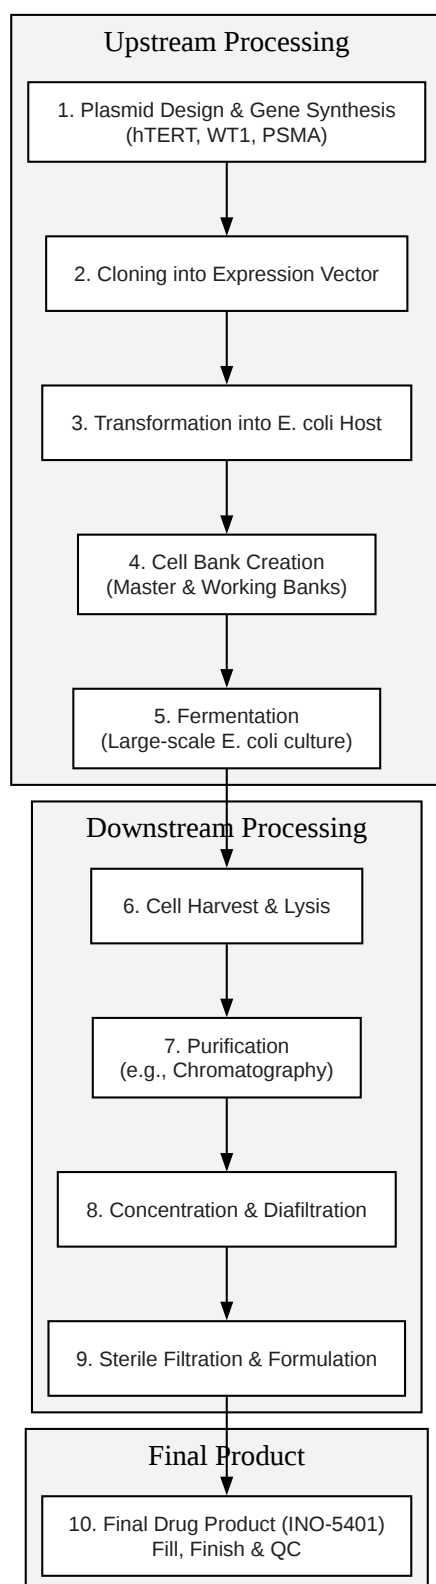 Upstream Processing
1. Plasmid Design & Gene Synthesis
(hTERT, WT1, PSMA)
2. Cloning into Expression Vector
3. Transformation into E. coli Host
4. Cell Bank Creation
(Master & Working Banks)
5. Fermentation
(Large-scale E. coli culture)
Downstream Processing
6. Cell Harvest & Lysis
7. Purification
(e.g., Chromatography)
8. Concentration & Diafiltration
9. Sterile Filtration & Formulation
Final Product
10. Final Drug Product (INO-5401)
Fill, Finish & QC